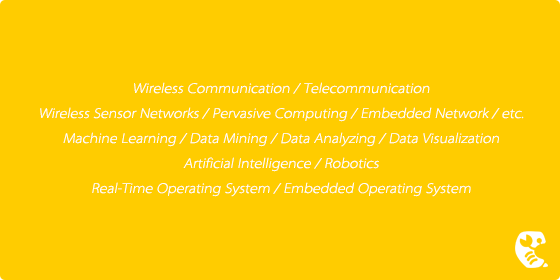 Wireless Communication / Telecommunication
Wireless Sensor Networks / Pervasive Computing / Embedded Network / etc.
Machine Learning / Data Mining / Data Analyzing / Data Visualization
Artificial Intelligence / Robotics
Real-Time Operating System / Embedded Operating System